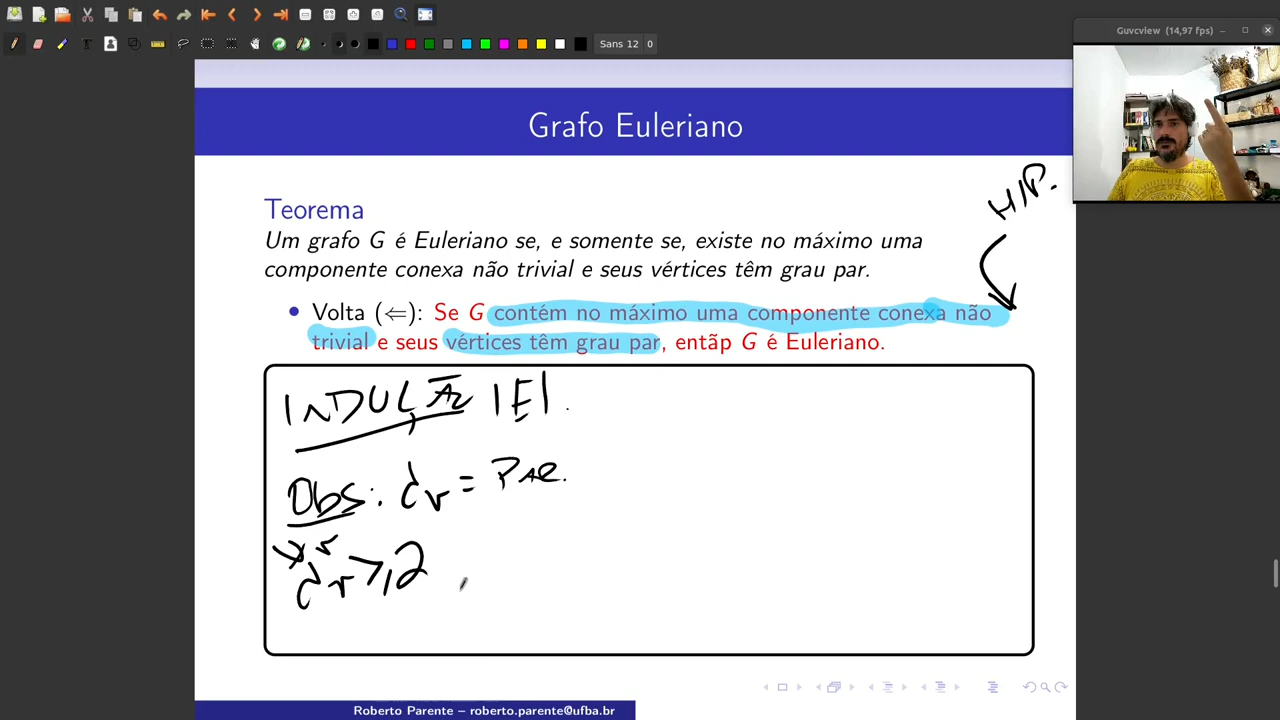 Sans 12 0
Guvcview (14,97 fps)
Grafo Euleriano
HIP.
Teorema
Um grafo G é Euleriano se, e somente se, existe no máximo uma
componente conexa não trivial e seus vértices têm grau par.
Volta (⇐): Se G contém no máximo uma componente conexa não
trivial e seus vértices têm grau par, entãp G é Euleriano.
INDUÇÃO |E|.
Obs: dv = PAR.
∀ v
dv ≥ 2
Roberto Parente – roberto.parente@ufba.br